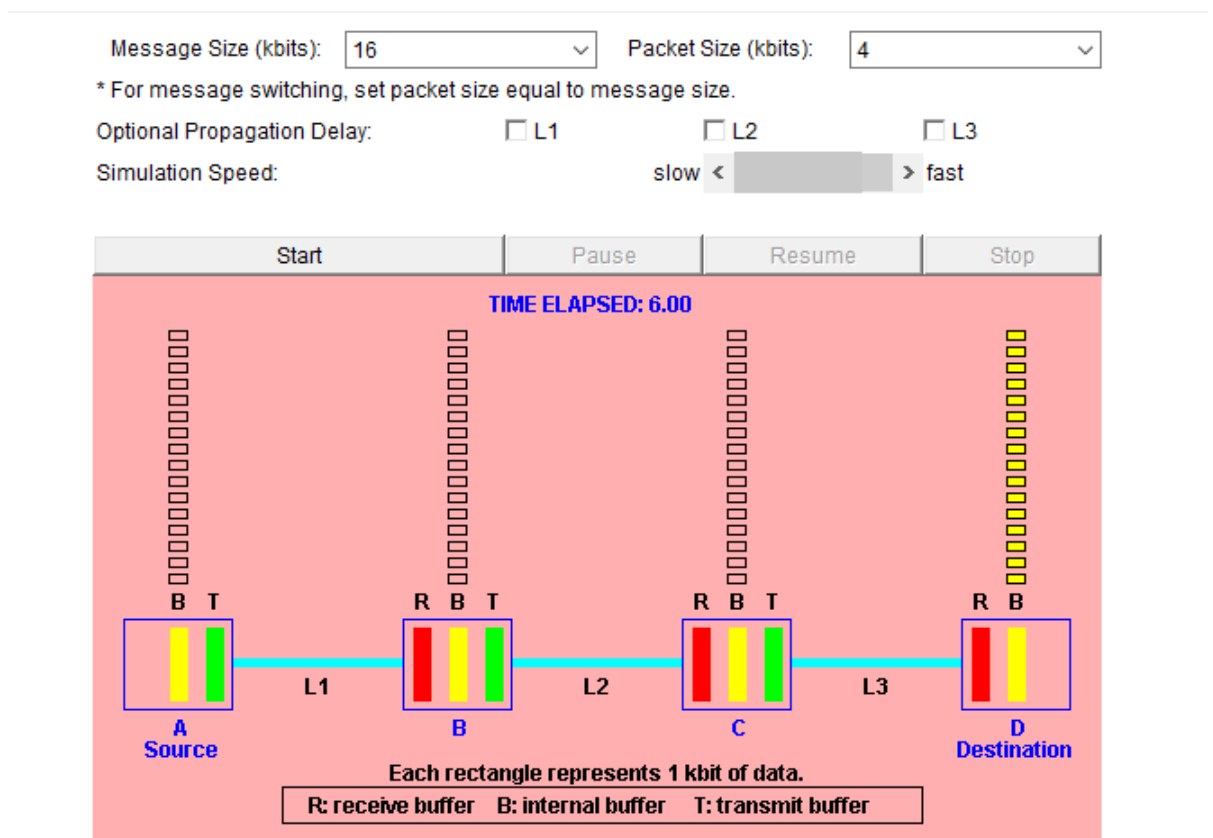 Message Size (kbits): 16 Packet Size (kbits): 4
* For message switching, set packet size equal to message size.
Optional Propagation Delay: L1 L2 L3
Simulation Speed: slow < > fast
Start Pause Resume Stop
TIME ELAPSED: 6.00
B T R B T R B T R B
L1 L2 L3
A B C D
Source Destination
Each rectangle represents 1 kbit of data.
R: receive buffer B: internal buffer T: transmit buffer